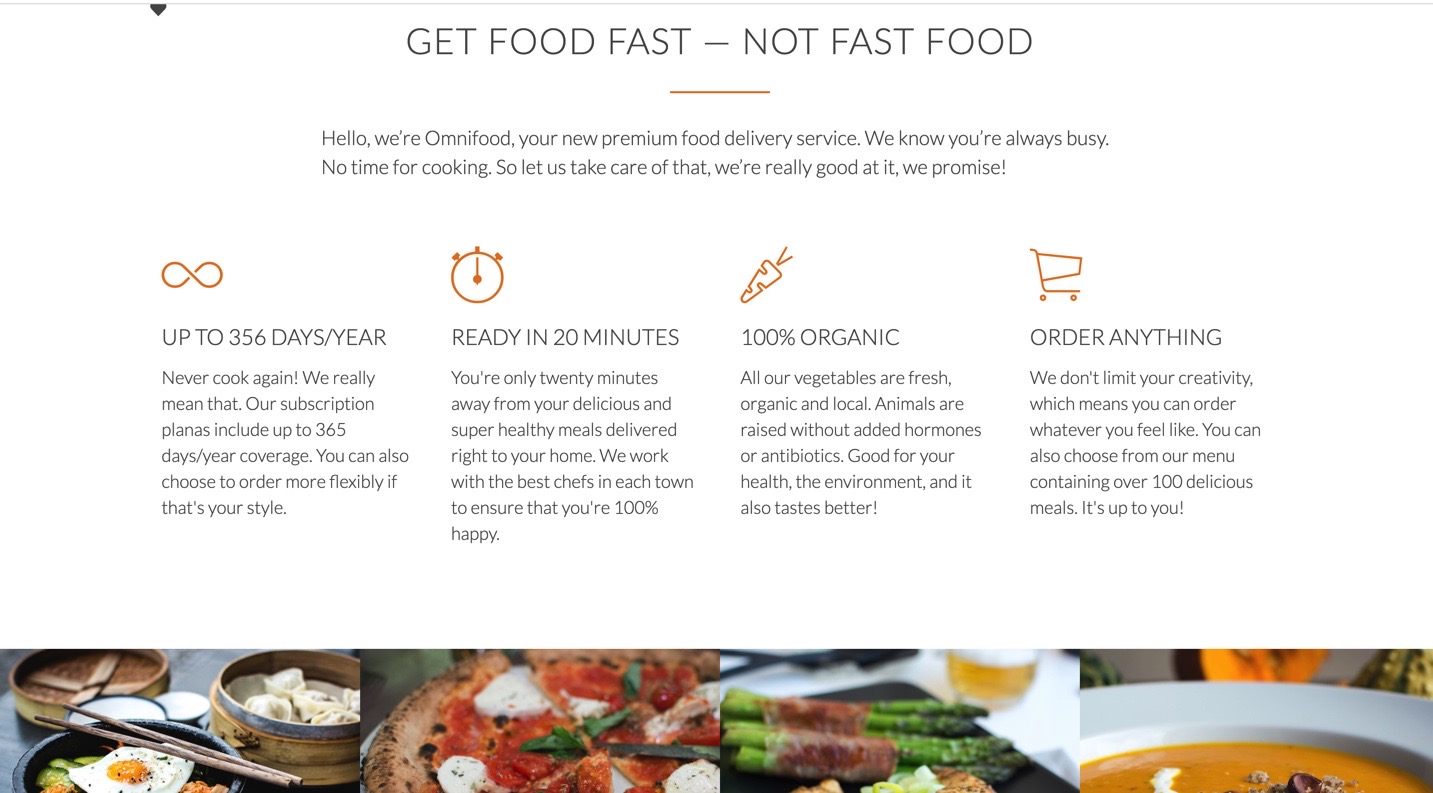 GET FOOD FAST — NOT FAST FOOD
Hello, we’re Omnifood, your new premium food delivery service. We know you’re always busy.
No time for cooking. So let us take care of that, we’re really good at it, we promise!
UP TO 356 DAYS/YEAR
Never cook again! We really
mean that. Our subscription
planas include up to 365
days/year coverage. You can also
choose to order more flexibly if
that's your style.
READY IN 20 MINUTES
You're only twenty minutes
away from your delicious and
super healthy meals delivered
right to your home. We work
with the best chefs in each town
to ensure that you're 100%
happy.
100% ORGANIC
All our vegetables are fresh,
organic and local. Animals are
raised without added hormones
or antibiotics. Good for your
health, the environment, and it
also tastes better!
ORDER ANYTHING
We don't limit your creativity,
which means you can order
whatever you feel like. You can
also choose from our menu
containing over 100 delicious
meals. It's up to you!